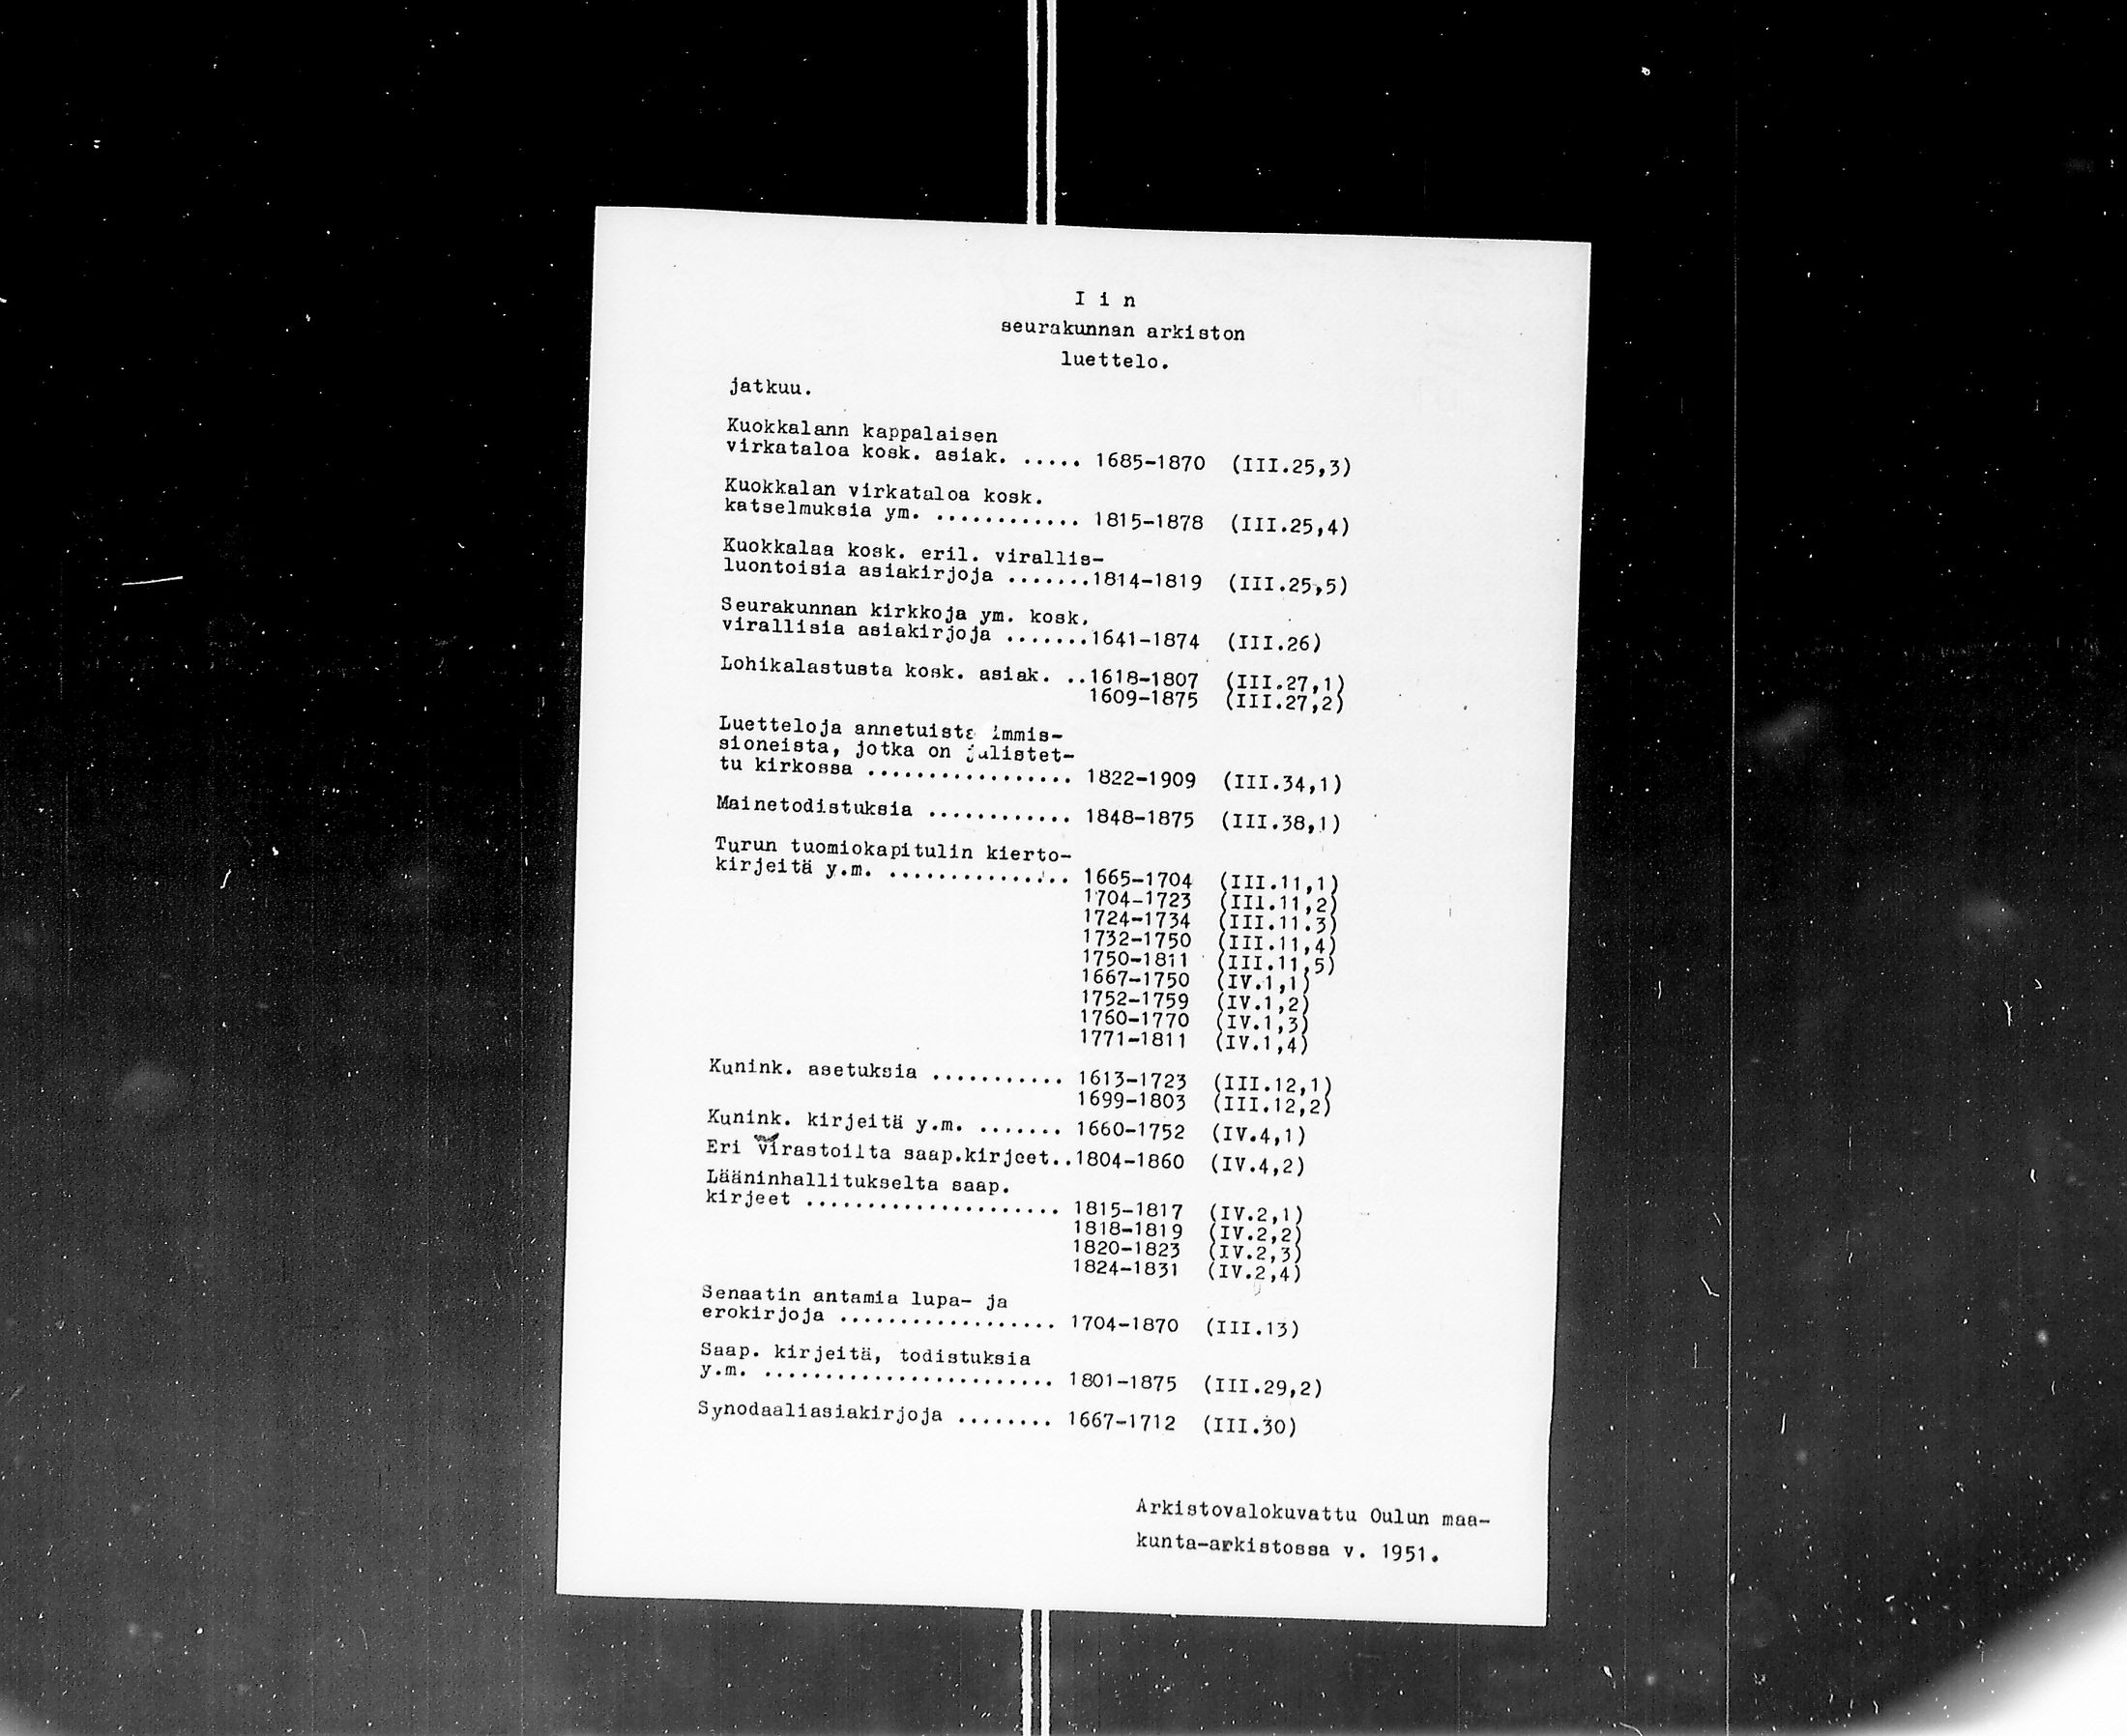 I i n
seurakunnan arkiston
luettelo.
jatkuu.
Kuokkalann kappalaisen
virkataloa kosk. asiak. ..... 1685-1870 (III.25,3)
Kuokkalan virkataloa kosk.
katselmuksia ym. ............ 1815-1878 (III.25,4)
Kuokkalaa kosk. eril. virallis-
luontoisia asiakirjoja .......1814-1819 (III.25,5)
Seurakunnan kirkkoja ym. kosk.
virallisia asiakirjoja .......1641-1874 (III.26)
Lohikalastusta kosk. asiak. ..1618-1807 (III.27,1)
1609-1875 (III.27,2)
Luetteloja annetuista immis-
sioneista, jotka on julistet-
tu kirkossa ................. 1822-1909 (III.34,1)
Mainetodistuksia ............ 1848-1875 (III.38,1)
Turun tuomiokapitulin kierto-
kirjeitä y.m. ............... 1665-1704 (III.11,1)
1704-1723 (III.11,2)
1724-1734 (III.11.3)
1732-1750 (III.11,4)
1750-1811 (III.11,5)
1667-1750 (IV.1,1)
1752-1759 (IV.1,2)
1760-1770 (IV.1,3)
1771-1811 (IV.1,4)
Kunink. asetuksia ........... 1613-1723 (III.12,1)
1699-1803 (III.12,2)
Kunink. kirjeitä y.m. ....... 1660-1752 (IV.4,1)
Eri virastoilta saap.kirjeet..1804-1860 (IV.4,2)
Lääninhallitukselta saap.
kirjeet ..................... 1815-1817 (IV.2,1)
1818-1819 (IV.2,2)
1820-1823 (IV.2,3)
1824-1831 (IV.2,4)
Senaatin antamia lupa- ja
erokirjoja .................. 1704-1870 (III.13)
Saap. kirjeitä, todistuksia
y.m. ........................ 1801-1875 (III.29,2)
Synodaaliasiakirjoja ........ 1667-1712 (III.30)
Arkistovalokuvattu Oulun maa-
kunta-arkistossa v. 1951.